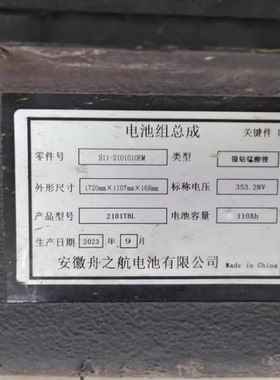 电池组总成 关键件
零件号 S11-2101010EM 类型 镍钴锰酸锂
外形尺寸 1720mm×1107mm×168mm 标称电压 353.28V
产品型号 2101TBL 电池容量 110Ah
生产日期 2023 年 9 月
安徽舟之航电池有限公司 Made in China